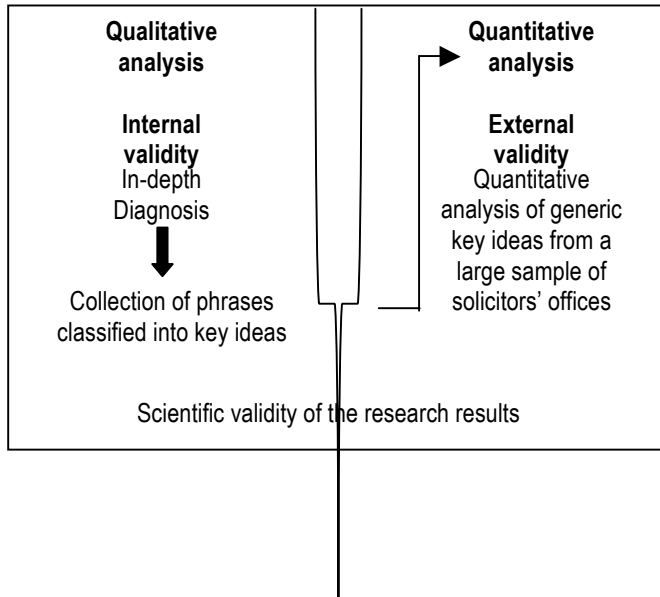 Qualitative
analysis
Internal
validity
In-depth
Diagnosis
Collection of phrases
classified into key ideas
Quantitative
analysis
External
validity
Quantitative
analysis of generic
key ideas from a
large sample of
solicitors’ offices
Scientific validity of the research results